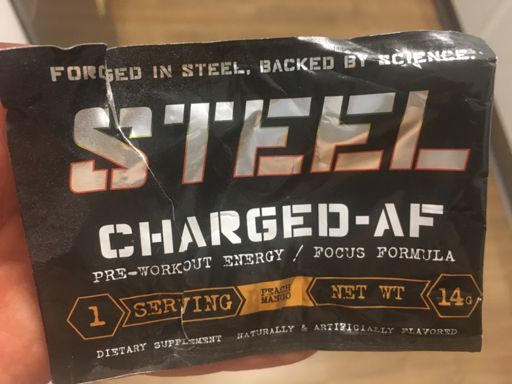 FORGED IN STEEL, BACKED BY SCIENCE.
STEEL
CHARGED-AF
PRE-WORKOUT ENERGY / FOCUS FORMULA
1 SERVING PEACH MANGO NET WT 14G
DIETARY SUPPLEMENT NATURALLY & ARTIFICIALLY FLAVORED